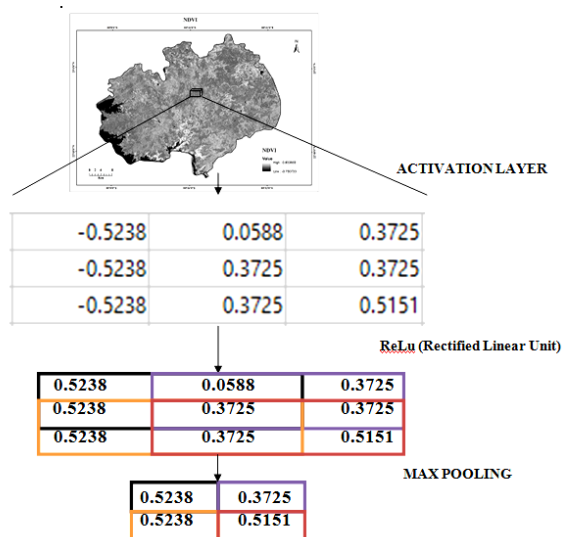 NDVI
NDVI
Value
ACTIVATION LAYER
-0.5238 0.0588 0.3725
-0.5238 0.3725 0.3725
-0.5238 0.3725 0.5151
ReLu (Rectified Linear Unit)
0.5238 0.0588 0.3725
0.5238 0.3725 0.3725
0.5238 0.3725 0.5151
MAX POOLING
0.5238 0.3725
0.5238 0.5151